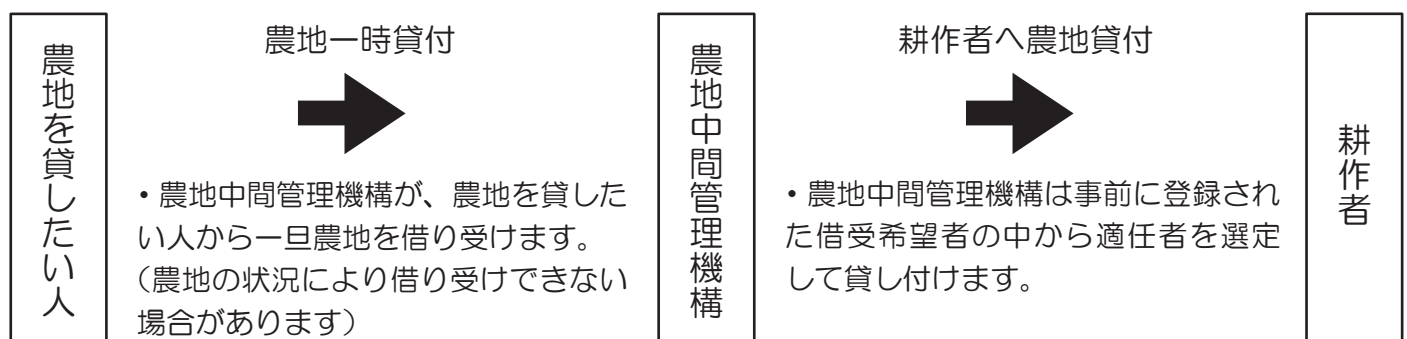 農地を貸したい人
農地一時貸付
・農地中間管理機構が、農地を貸した
い人から一旦農地を借り受けます。
（農地の状況により借り受けできない
場合があります）
農地中間管理機構
耕作者へ農地貸付
・農地中間管理機構は事前に登録され
た借受希望者の中から適任者を選定
して貸し付けます。
耕作者